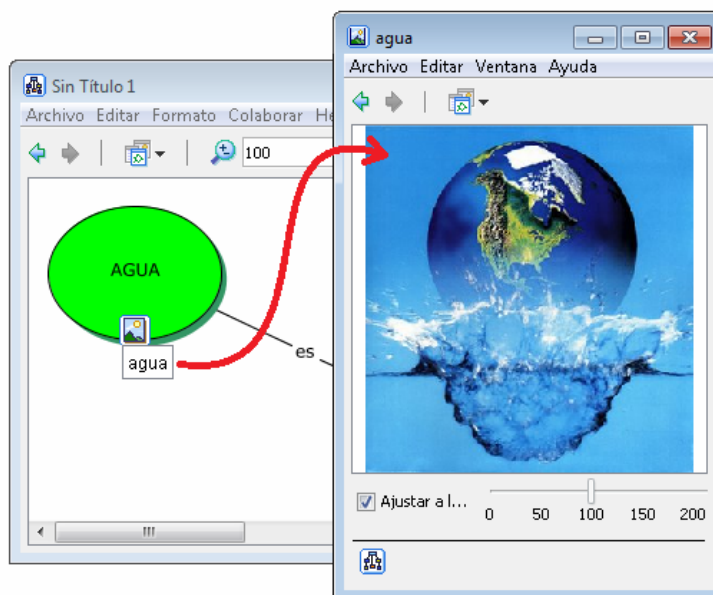 Sin Título 1
Archivo Editar Formato Colaborar
100
AGUA
agua
es
agua
Archivo Editar Ventana Ayuda
Ajustar a l...
0 50 100 150 200